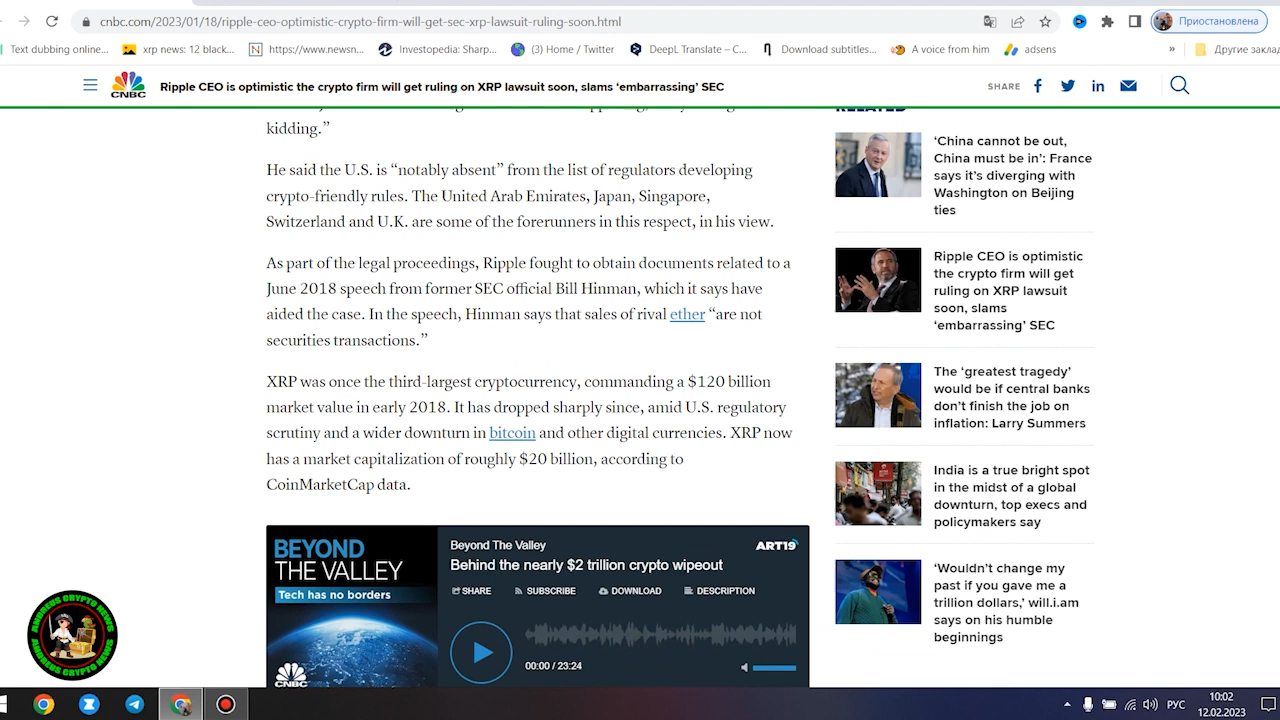 cnbc.com/2023/01/18/ripple-ceo-optimistic-crypto-firm-will-get-sec-xrp-lawsuit-ruling-soon.html
Приостановлена
Text dubbing online...
xrp news: 12 black...
https://www.newsn...
Investopedia: Sharp...
(3) Home / Twitter
DeepL Translate – C...
Download subtitles...
A voice from him
adsens
»
Другие заклад
CNBC
Ripple CEO is optimistic the crypto firm will get ruling on XRP lawsuit soon, slams ‘embarrassing’ SEC
SHARE
kidding.”
He said the U.S. is “notably absent” from the list of regulators developing
crypto-friendly rules. The United Arab Emirates, Japan, Singapore,
Switzerland and U.K. are some of the forerunners in this respect, in his view.
As part of the legal proceedings, Ripple fought to obtain documents related to a
June 2018 speech from former SEC official Bill Hinman, which it says have
aided the case. In the speech, Hinman says that sales of rival ether “are not
securities transactions.”
XRP was once the third-largest cryptocurrency, commanding a $120 billion
market value in early 2018. It has dropped sharply since, amid U.S. regulatory
scrutiny and a wider downturn in bitcoin and other digital currencies. XRP now
has a market capitalization of roughly $20 billion, according to
CoinMarketCap data.
BEYOND
THE VALLEY
Tech has no borders
CNBC
Beyond The Valley
ART19
Behind the nearly $2 trillion crypto wipeout
SHARE
SUBSCRIBE
DOWNLOAD
DESCRIPTION
00:00 / 23:24
RELATED
‘China cannot be out,
China must be in’: France
says it’s diverging with
Washington on Beijing
ties
Ripple CEO is optimistic
the crypto firm will get
ruling on XRP lawsuit
soon, slams
‘embarrassing’ SEC
The ‘greatest tragedy’
would be if central banks
don’t finish the job on
inflation: Larry Summers
India is a true bright spot
in the midst of a global
downturn, top execs and
policymakers say
‘Wouldn’t change my
past if you gave me a
trillion dollars,’ will.i.am
says on his humble
beginnings
ANDREUS CRYPTO NEWS
ANDREUS CRYPTO NEWS
РУС
10:02
12.02.2023